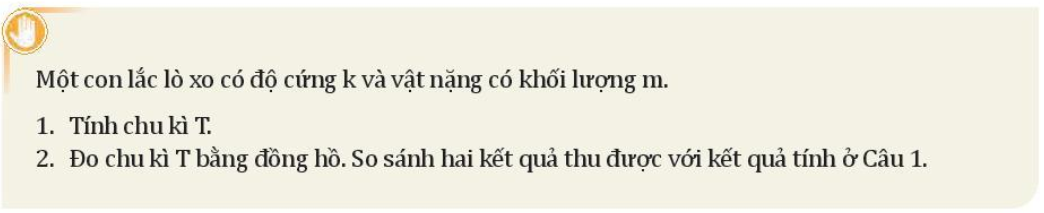 Một con lắc lò xo có độ cứng k và vật nặng có khối lượng m.
1. Tính chu kì T.
2. Đo chu kì T bằng đồng hồ. So sánh hai kết quả thu được với kết quả tính ở Câu 1.